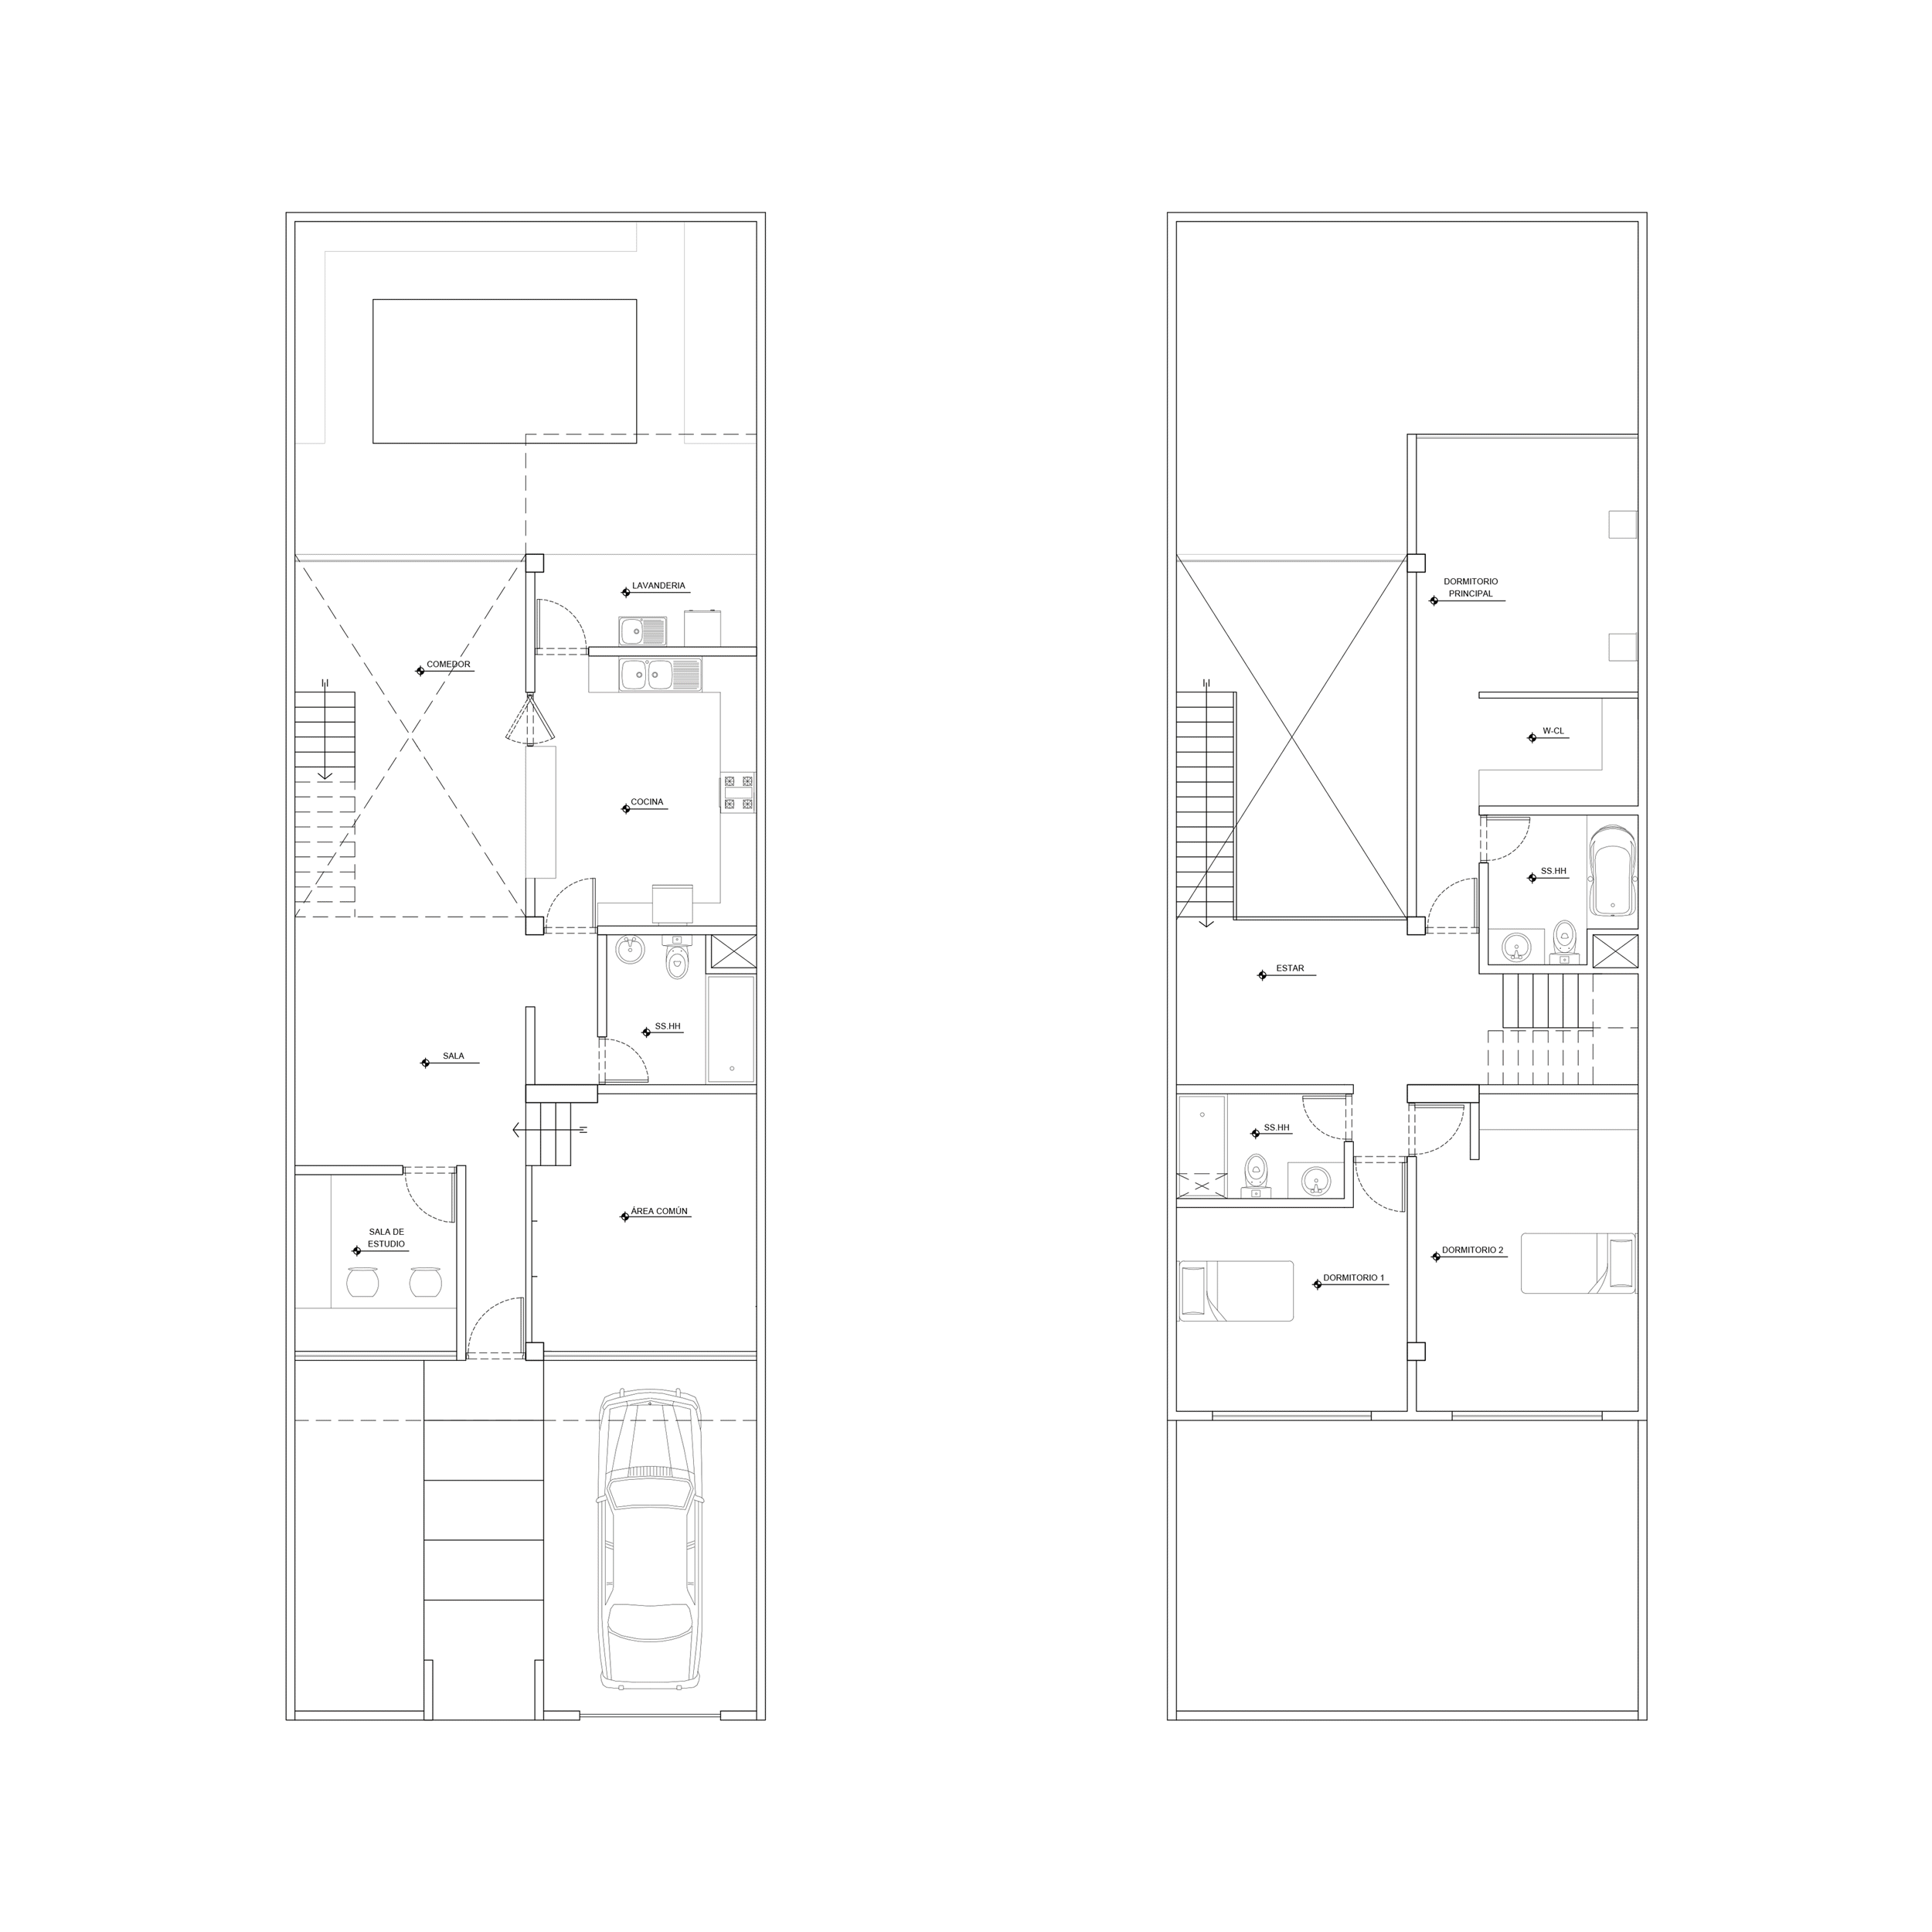 LAVANDERIA
COMEDOR
COCINA
SS.HH
SALA
ÁREA COMÚN
SALA DE
ESTUDIO
DORMITORIO
PRINCIPAL
W-CL
SS.HH
ESTAR
SS.HH
DORMITORIO 2
DORMITORIO 1